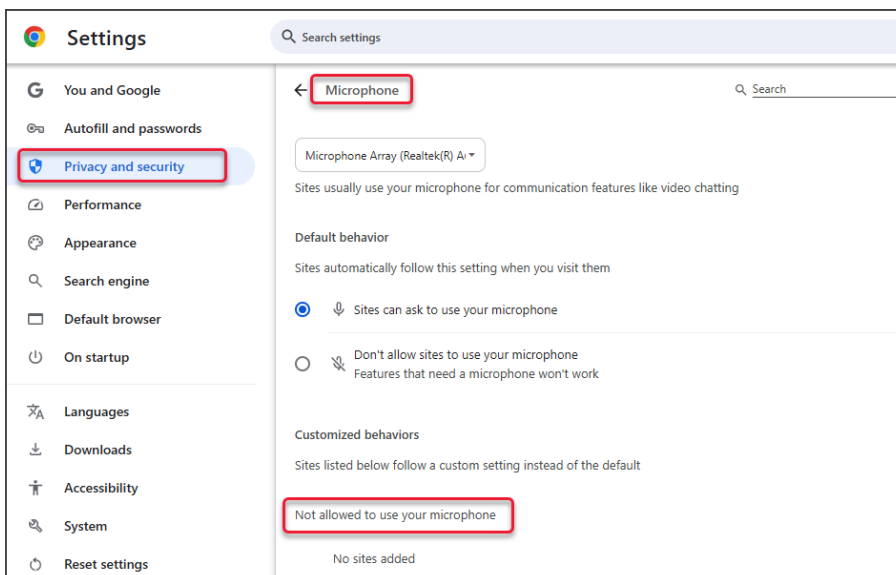 Settings
Search settings
You and Google
Autofill and passwords
Privacy and security
Performance
Appearance
Search engine
Default browser
On startup
Languages
Downloads
Accessibility
System
Reset settings
Microphone
Search
Microphone Array (Realtek(R) A
Sites usually use your microphone for communication features like video chatting
Default behavior
Sites automatically follow this setting when you visit them
Sites can ask to use your microphone
Don't allow sites to use your microphone
Features that need a microphone won't work
Customized behaviors
Sites listed below follow a custom setting instead of the default
Not allowed to use your microphone
No sites added